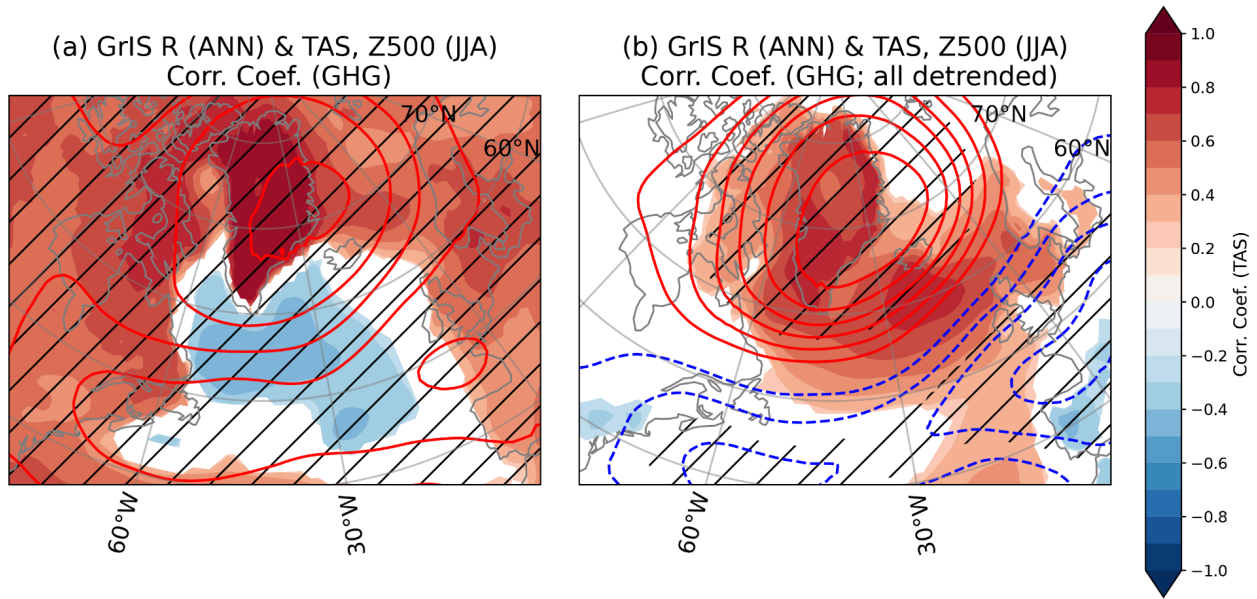 (a) GrIS R (ANN) & TAS, Z500 (JJA)
Corr. Coef. (GHG)
70°N
60°N
60°W
30°W
(b) GrIS R (ANN) & TAS, Z500 (JJA)
Corr. Coef. (GHG; all detrended)
70°N
60°N
60°W
30°W
1.0
0.8
0.6
0.4
0.2
0.0
−0.2
−0.4
−0.6
−0.8
−1.0
Corr. Coef. (TAS)